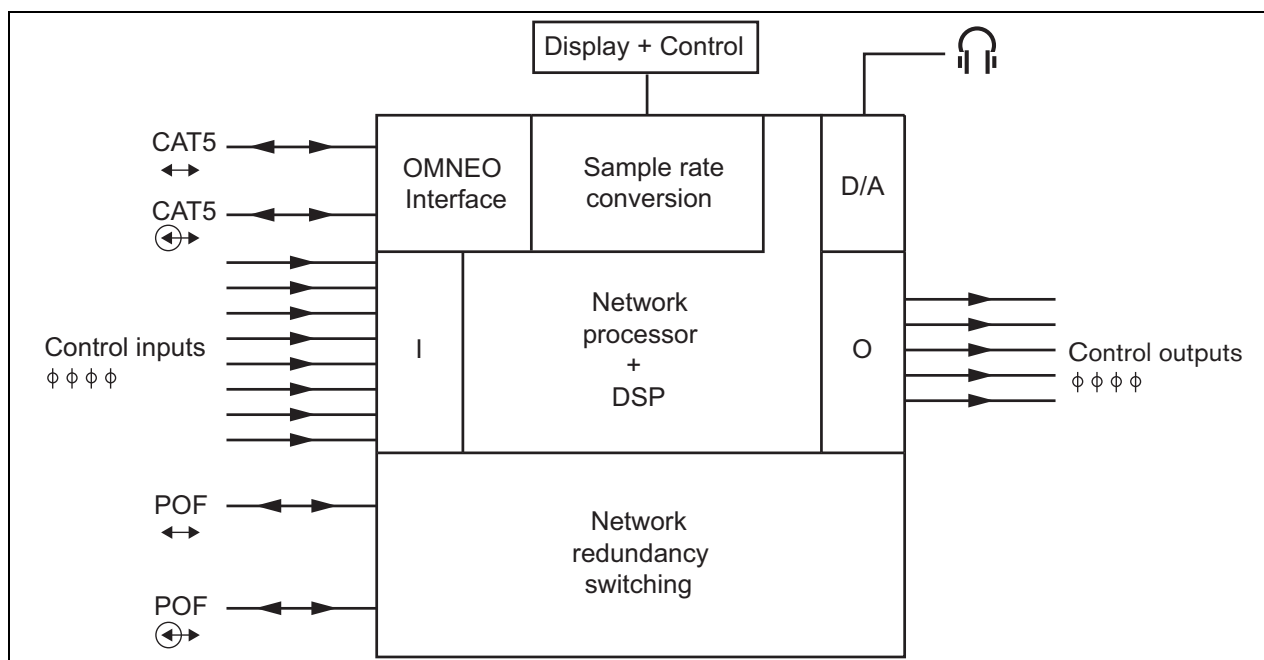 Display + Control
CAT5
CAT5
OMNEO
Interface
Sample rate
conversion
D/A
Control inputs
ϕ ϕ ϕ ϕ
I
Network
processor
+
DSP
O
Control outputs
ϕ ϕ ϕ ϕ
POF
POF
Network
redundancy
switching